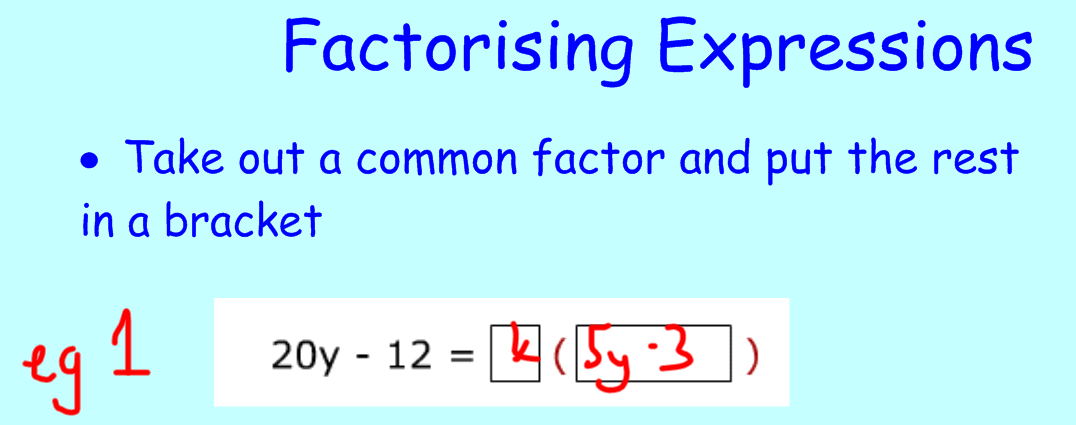 Factorising Expressions
• Take out a common factor and put the rest
in a bracket
eg 1 20y - 12 = 4 ( 5y - 3 )